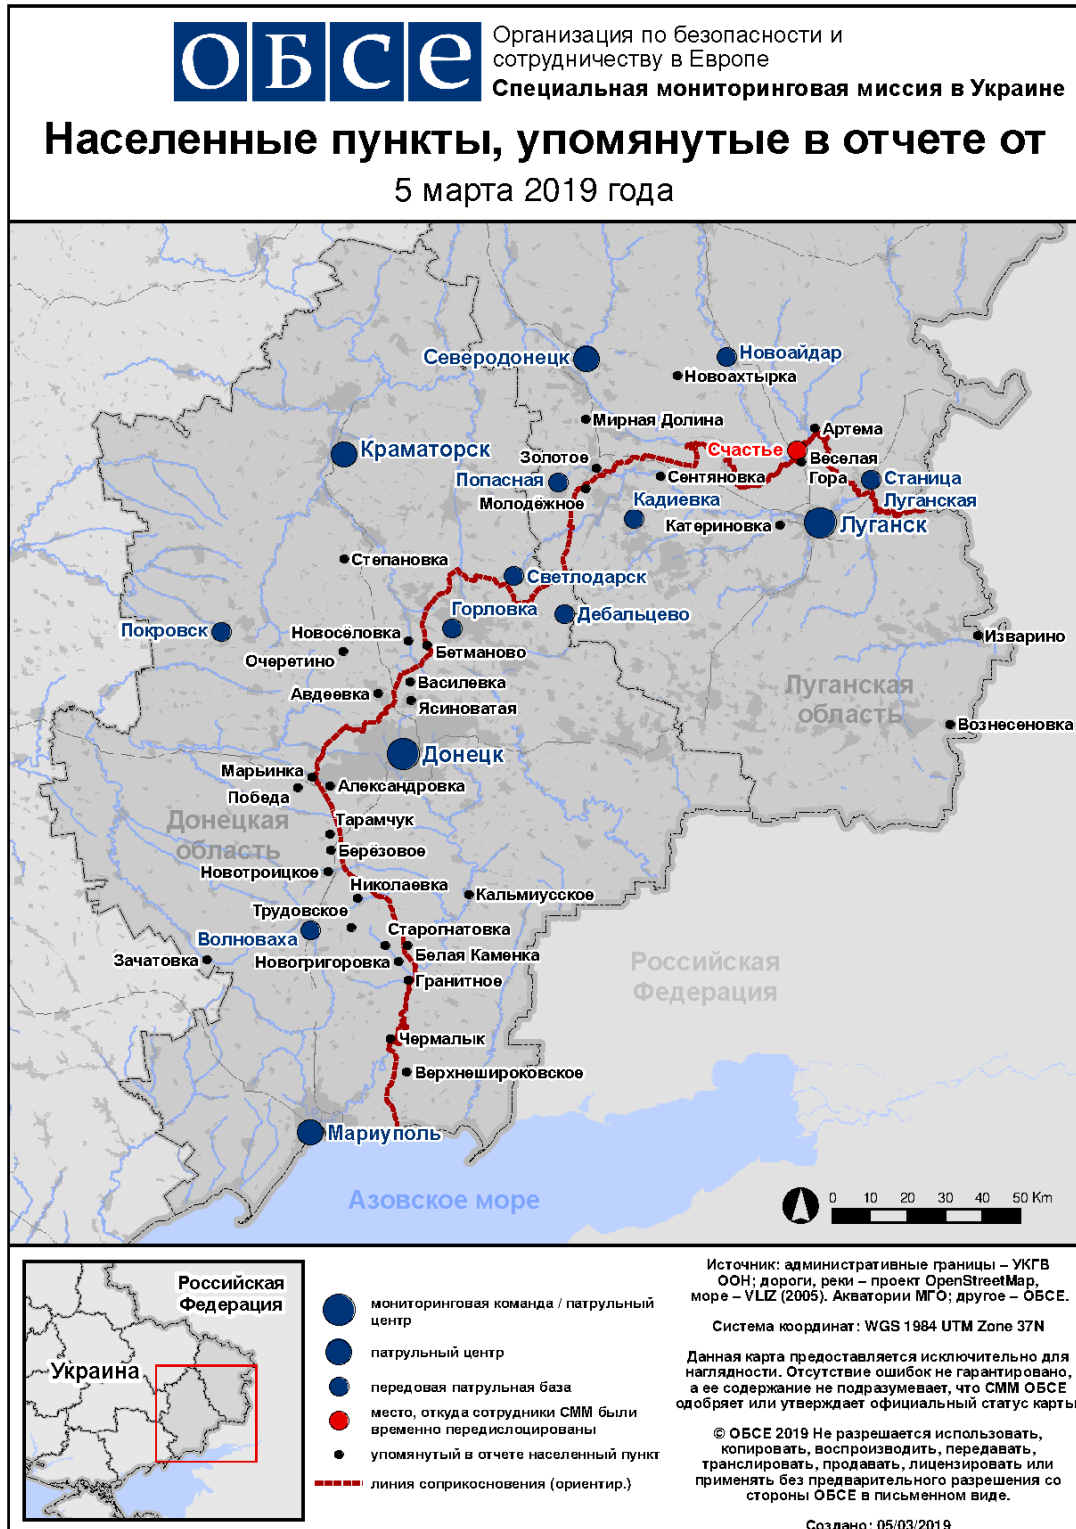 ОБСЕ
Организация по безопасности и
сотрудничеству в Европе
Специальная мониторинговая миссия в Украине
Населенные пункты, упомянутые в отчете от
5 марта 2019 года
Северодонецк
Новоайдар
Новоахтырка
Мирная Долина
Артема
Краматорск
Счастье
Золотое
Веселая
Гора
Попасная
Сентяновка
Станица
Луганская
Молодёжное
Кадиевка
Катериновка
Луганск
Степановка
Светлодарск
Горловка
Дебальцево
Покровск
Новосёловка
Изварино
Бетмановo
Очеретино
Василевка
Авдеевка
Ясиноватая
Луганская
область
Вознесеновка
Донецк
Марьинка
Александровка
Победа
Донецкая
область
Тарамчук
Берёзовое
Новотроицкое
Николаевка
Кальмиусское
Трудовское
Старогнатовка
Волноваха
Белая Каменка
Зачатовка
Новогригоровка
Российская
Федерация
Гранитное
Чермалык
Верхнешироковское
Мариуполь
Азовское море
0 10 20 30 40 50 Km
Российская
Федерация
Украина
мониторинговая команда / патрульный
центр
патрульный центр
передовая патрульная база
место, откуда сотрудники СММ были
временно передислоцированы
упомянутый в отчете населенный пункт
линия соприкосновения (ориентир.)
Источник: административные границы – УКГВ
ООН; дороги, реки – проект OpenStreetMap,
море – VLIZ (2005). Акватории МГО; другое – ОБСЕ.
Система координат: WGS 1984 UTM Zone 37N
Данная карта предоставляется исключительно для
наглядности. Отсутствие ошибок не гарантировано,
а ее содержание не подразумевает, что СММ ОБСЕ
одобряет или утверждает официальный статус карты
© ОБСЕ 2019 Не разрешается использовать,
копировать, воспроизводить, передавать,
транслировать, продавать, лицензировать или
применять без предварительного разрешения со
стороны ОБСЕ в письменном виде.
Создано: 05/03/2019